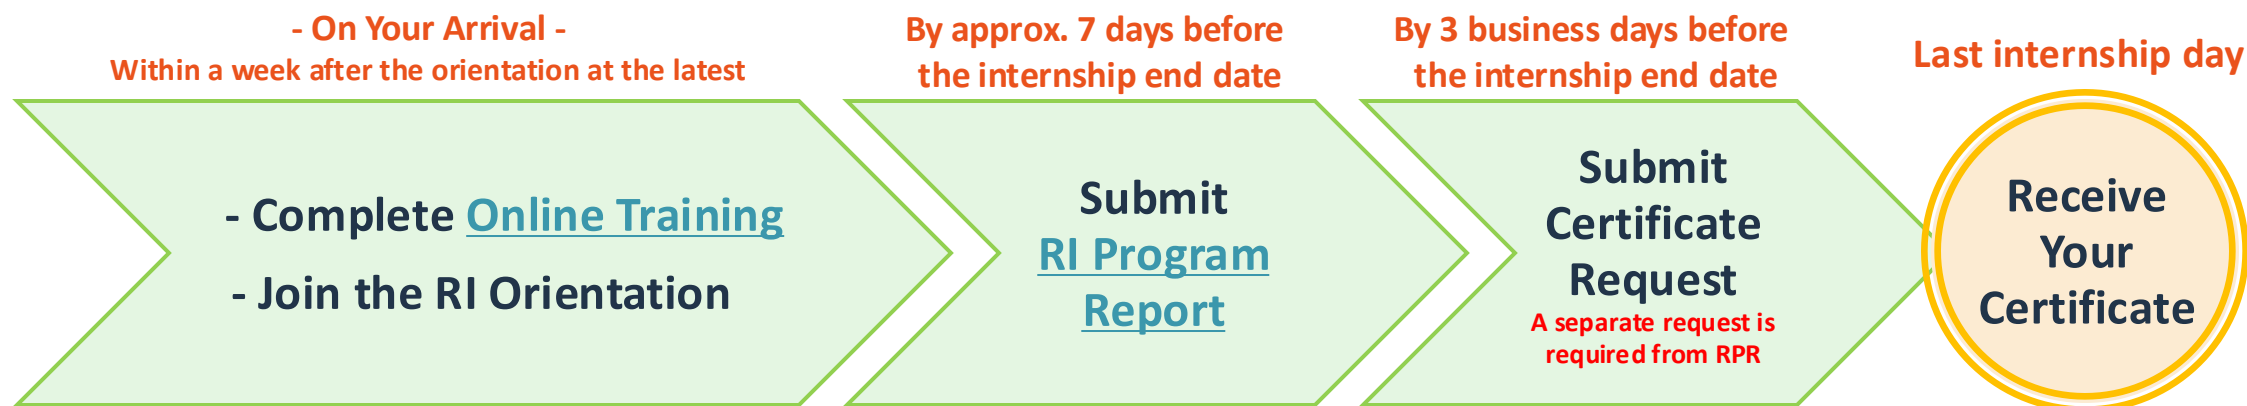 - On Your Arrival -
Within a week after the orientation at the latest
- Complete Online Training
- Join the RI Orientation
By approx. 7 days before
the internship end date
Submit
RI Program
Report
By 3 business days before
the internship end date
Submit
Certificate
Request
A separate request is
required from RPR
Last internship day
Receive
Your
Certificate